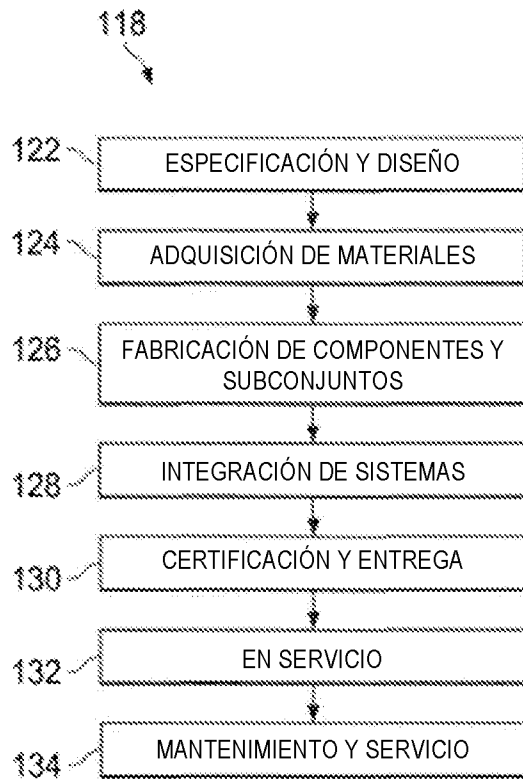 118
122
ESPECIFICACIÓN Y DISEÑO
124
ADQUISICIÓN DE MATERIALES
126
FABRICACIÓN DE COMPONENTES Y
SUBCONJUNTOS
128
INTEGRACIÓN DE SISTEMAS
130
CERTIFICACIÓN Y ENTREGA
132
EN SERVICIO
134
MANTENIMIENTO Y SERVICIO